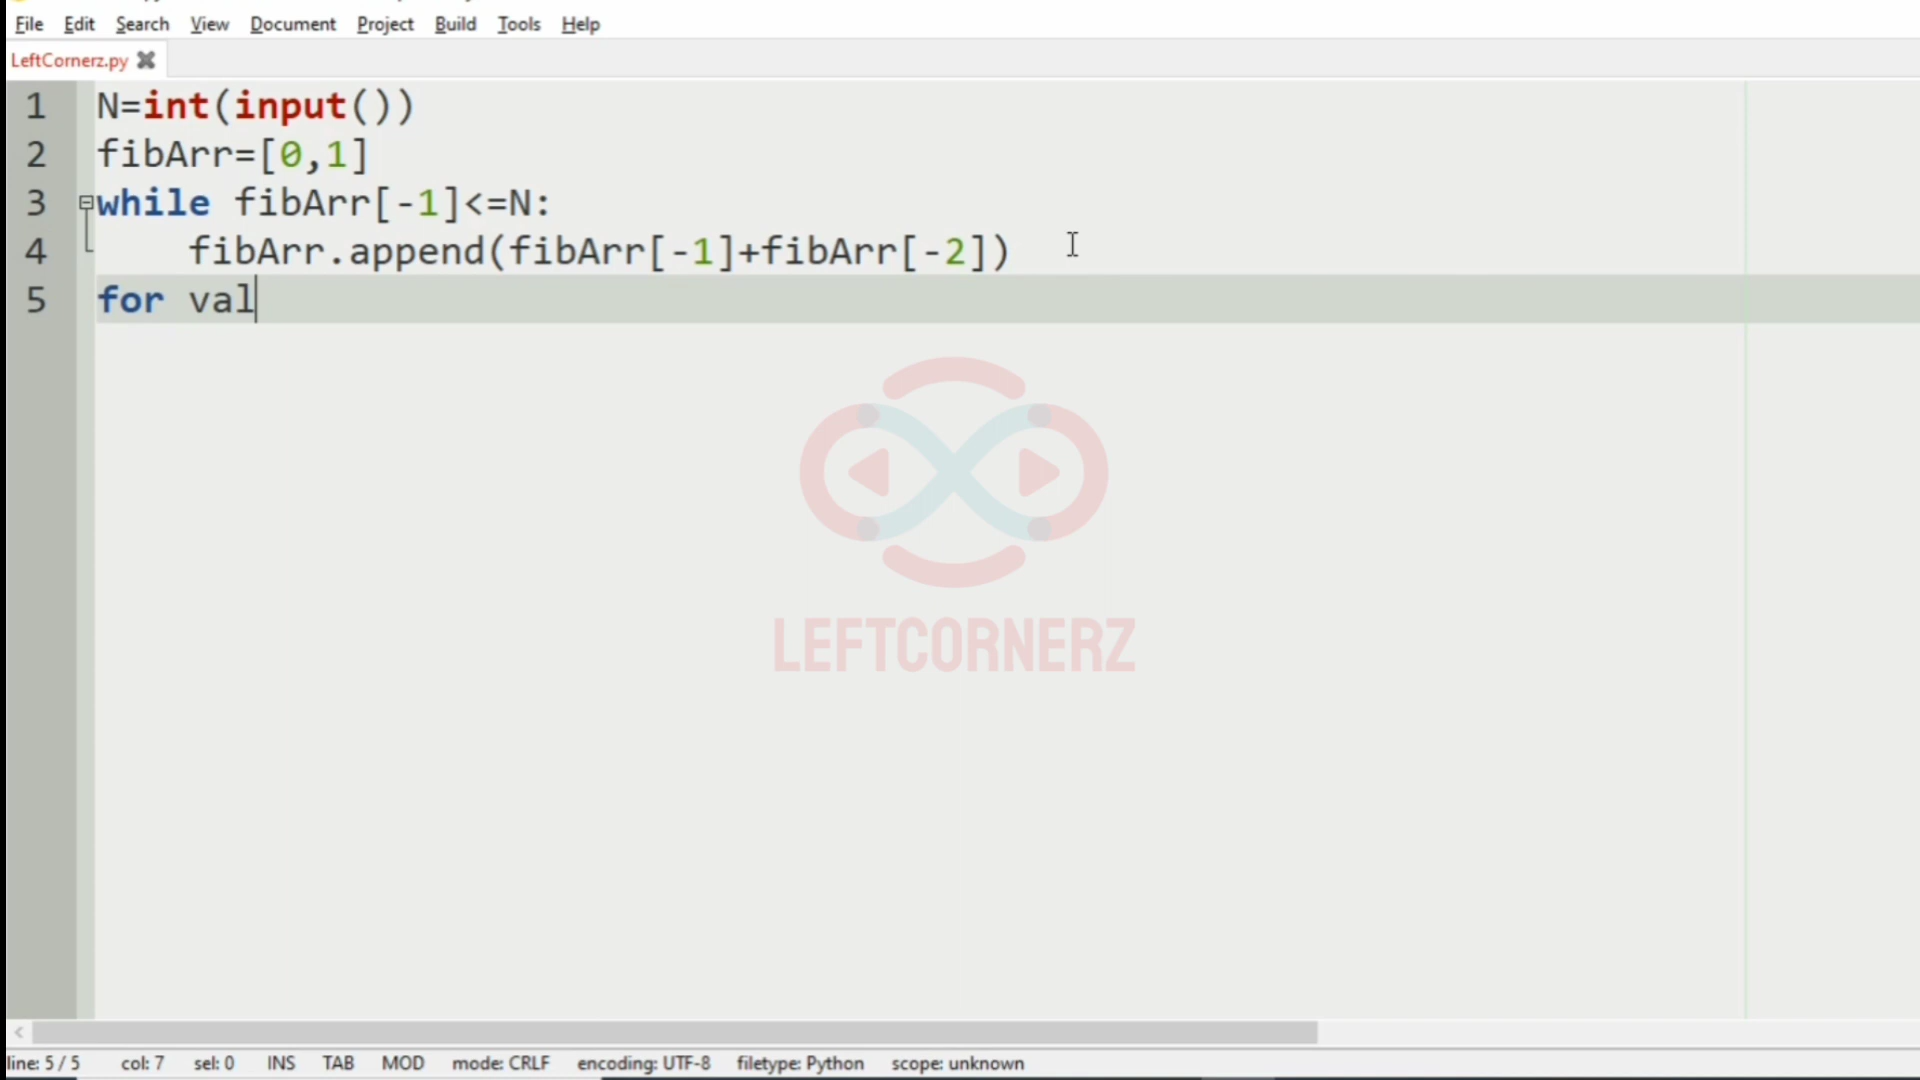 File Edit Search View Document Project Build Tools Help
LeftCornerz.py
1 N=int(input())
2 fibArr=[0,1]
3 while fibArr[-1]<=N:
4 fibArr.append(fibArr[-1]+fibArr[-2])
5 for val
LEFTCORNERZ
line: 5 / 5 col: 7 sel: 0 INS TAB MOD mode: CRLF encoding: UTF-8 filetype: Python scope: unknown